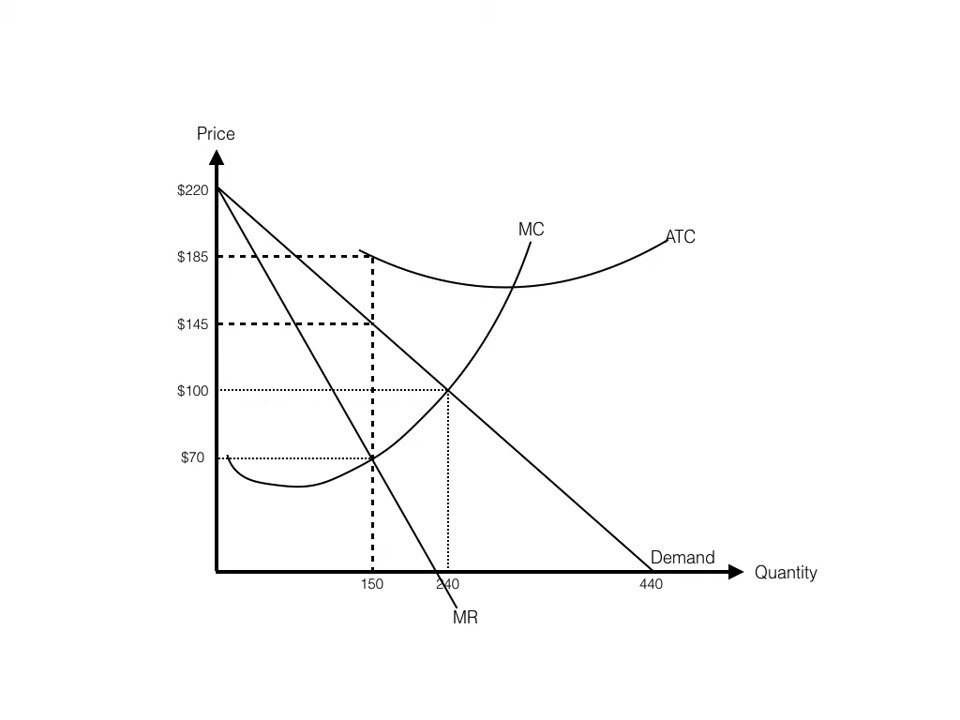 Price
$220
MC
ATC
$185
$145
$100
$70
Demand
Quantity
150
240
440
MR